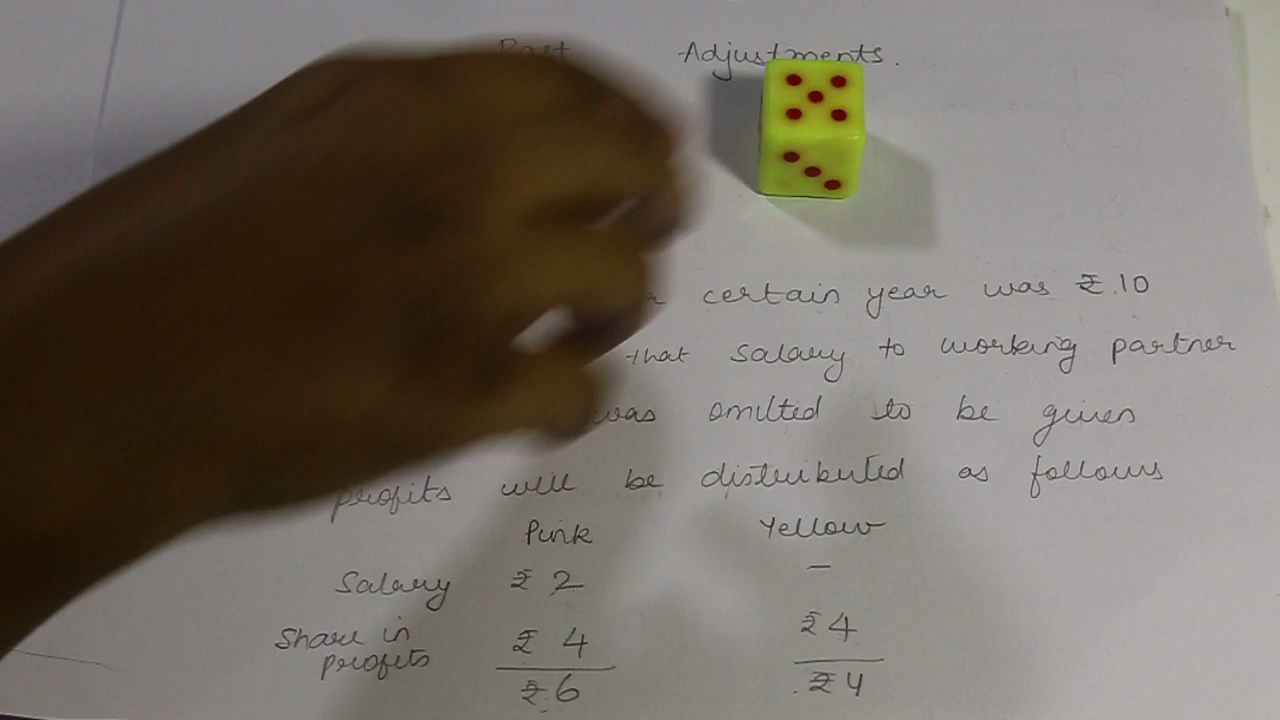 Past Adjustments.
certain year was ₹.10
that salary to working partner
was omitted to be given
profits will be distributed as follows
Pink Yellow
Salary ₹ 2 –
Share in profits ₹ 4 ₹4
₹.6 .₹4